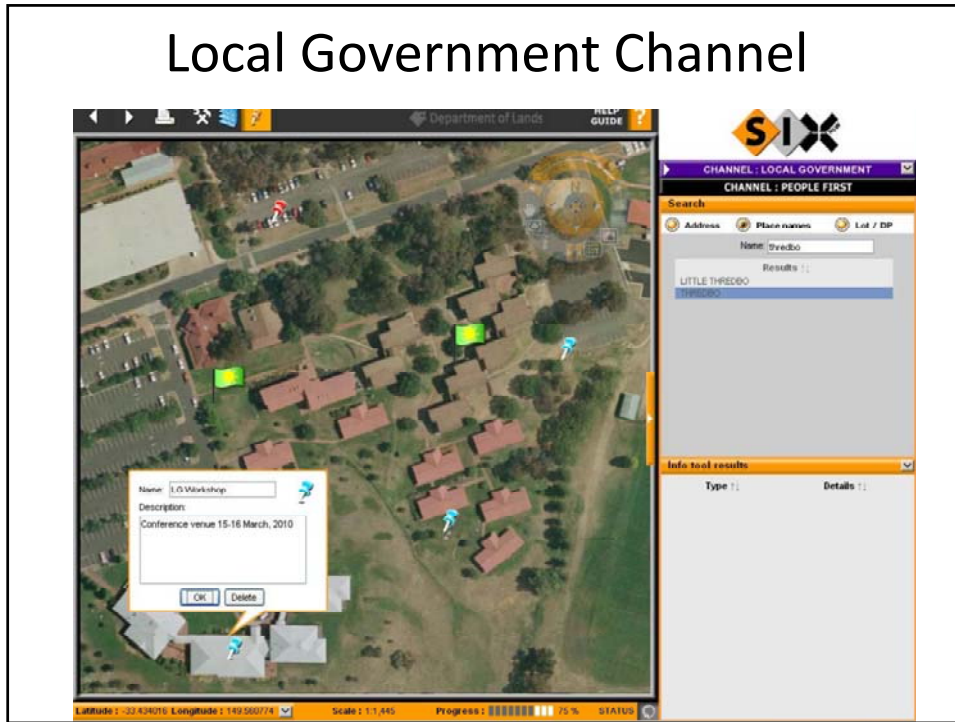 Local Government Channel
Department of Lands
HELP
GUIDE ?
SIX
CHANNEL : LOCAL GOVERNMENT
CHANNEL : PEOPLE FIRST
Search
Address Place names Lot / DP
Name: thredbo
Results
LITTLE THREDBO
THREDBO
Info tool results
Type Details
Name: LG Workshop
Description:
Conference venue 15-16 March, 2010
OK Delete
Latitude : -33.434016 Longitude : 149.560774 Scale : 1:1,445 Progress : 75 % STATUS